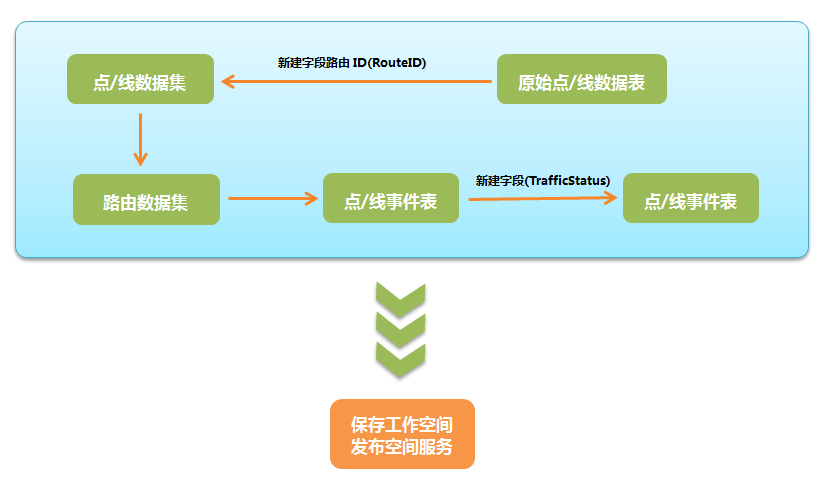 新建字段路由 ID(RouteID)
点/线数据集
原始点/线数据表
新建字段(TrafficStatus)
路由数据集
点/线事件表
点/线事件表
保存工作空间
发布空间服务